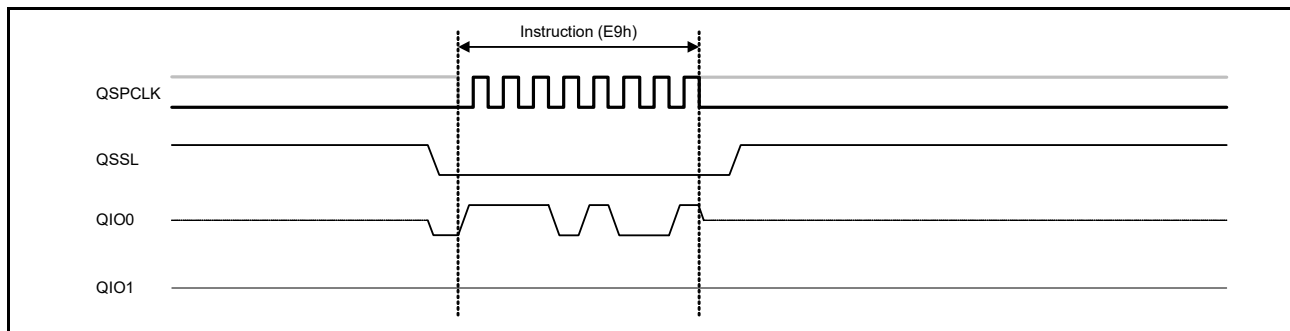 Instruction (E9h)
QSPCLK
QSSL
QIO0
QIO1